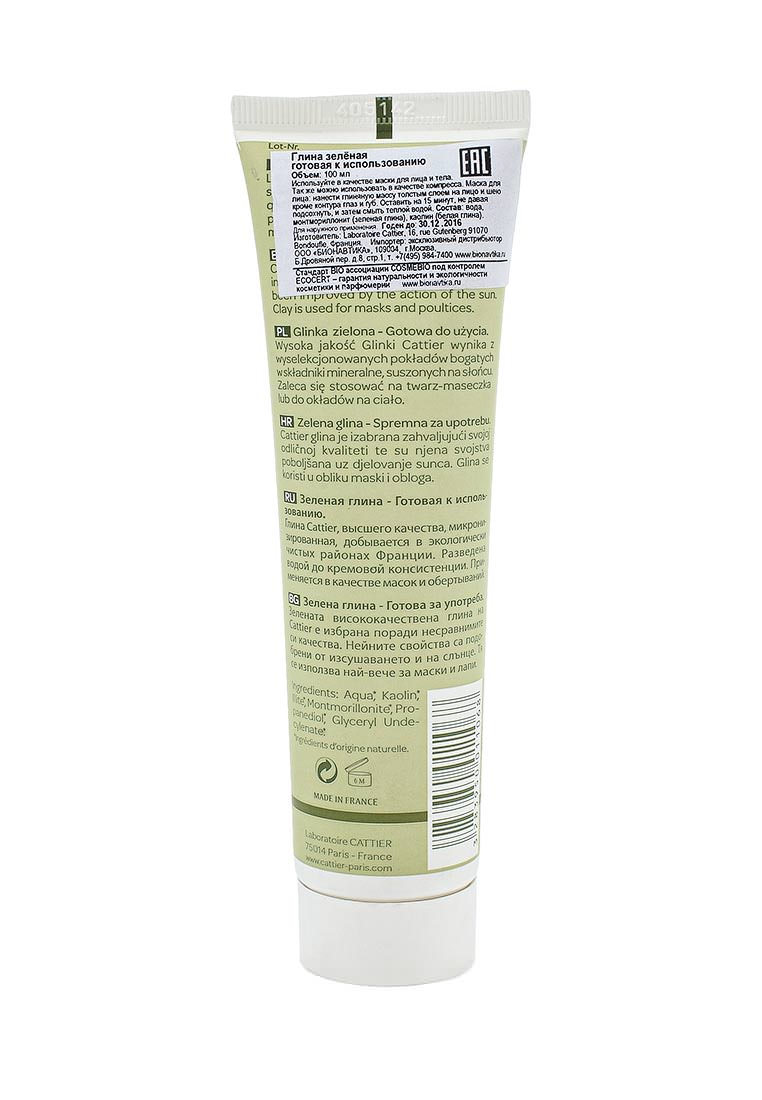 405142
Lot-Nr.
Глина зелёная
готовая к использованию
EAC
Объем: 100 мл
Используйте в качестве маски для лица и тела.
Так же можно использовать в качестве компресса. Маска для
лица: нанести глиняную массу толстым слоем на лицо и шею
кроме контура глаз и губ. Оставить на 15 минут, не давая
подсохнуть, и затем смыть теплой водой. Состав: вода,
монтмориллонит (зеленая глина), каолин (белая глина).
Для наружного применения. Годен до: 30.12.2016
Изготовитель: Laboratoire Cattier, 16, rue Gutenberg 91070
Bondoufle, Франция. Импортер: эксклюзивный дистрибьютор
ООО «БИОНАВТИКА», 109004, г.Москва,
Б.Дровяной пер. д.8, стр.1, т. +7(495) 984-7700 www.bionavtika.ru
Стандарт BIO ассоциации COSMEBIO под контролем
ECOCERT – гарантия натуральности и экологичности
косметики и парфюмерии www.bionavtika.ru
been improved by the action of the sun.
Clay is used for masks and poultices.
PL Glinka zielona - Gotowa do użycia.
Wysoka jakość Glinki Cattier wynika z
wyselekcjonowanych pokładów bogatych
w składniki mineralne, suszonych na słońcu.
Zaleca się stosować na twarz-maseczka
lub do okładów na ciało.
HR Zelena glina - Spremna za upotrebu.
Cattier glina je izabrana zahvaljujući svojoj
odličnoj kvaliteti te su njena svojstva
poboljšana uz djelovanje sunca. Glina se
koristi u obliku maski i obloga.
RU Зеленая глина - Готовая к исполь-
зованию.
Глина Cattier, высшего качества, микрони-
зированная, добывается в экологически
чистых районах Франции. Разведена
водой до кремовой консистенции. При-
меняется в качестве масок и обертываний.
BG Зелена глина - Готова за употреба.
Зелената висококачествена глина на
Cattier е избрана поради несравнимите
си качества. Нейните свойства са подо-
брени от изсушаването и на слънце. Тя
се използва най-вече за маски и лапи.
Ingredients: Aqua*, Kaolin*,
Illite*, Montmorillonite*, Pro-
panediol*, Glyceryl Unde-
cylenate*.
*Ingrédients d'origine naturelle.
6 M
MADE IN FRANCE
3 283950 911048
Laboratoire CATTIER
75014 Paris - France
www.cattier-paris.com